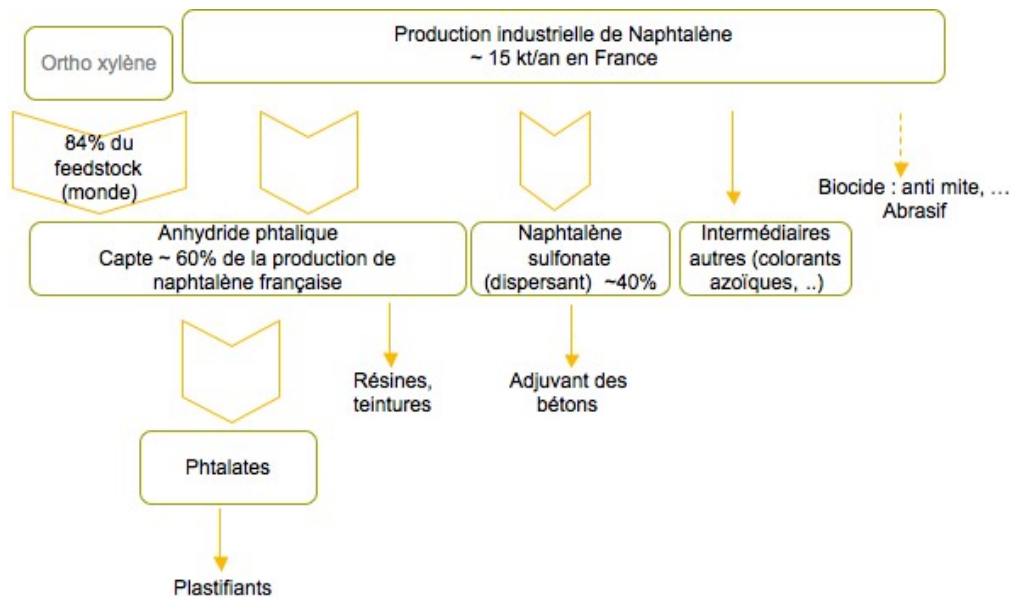 Production industrielle de Naphtalène
~ 15 kt/an en France
Ortho xylène
84% du
feedstock
(monde)
Biocide : anti mite, ...
Abrasif
Anhydride phtalique
Capte ~ 60% de la production de
naphtalène française
Naphtalène
sulfonate
(dispersant) ~40%
Intermédiaires
autres (colorants
azoïques, ..)
Résines,
teintures
Adjuvant des
bétons
Phtalates
Plastifiants